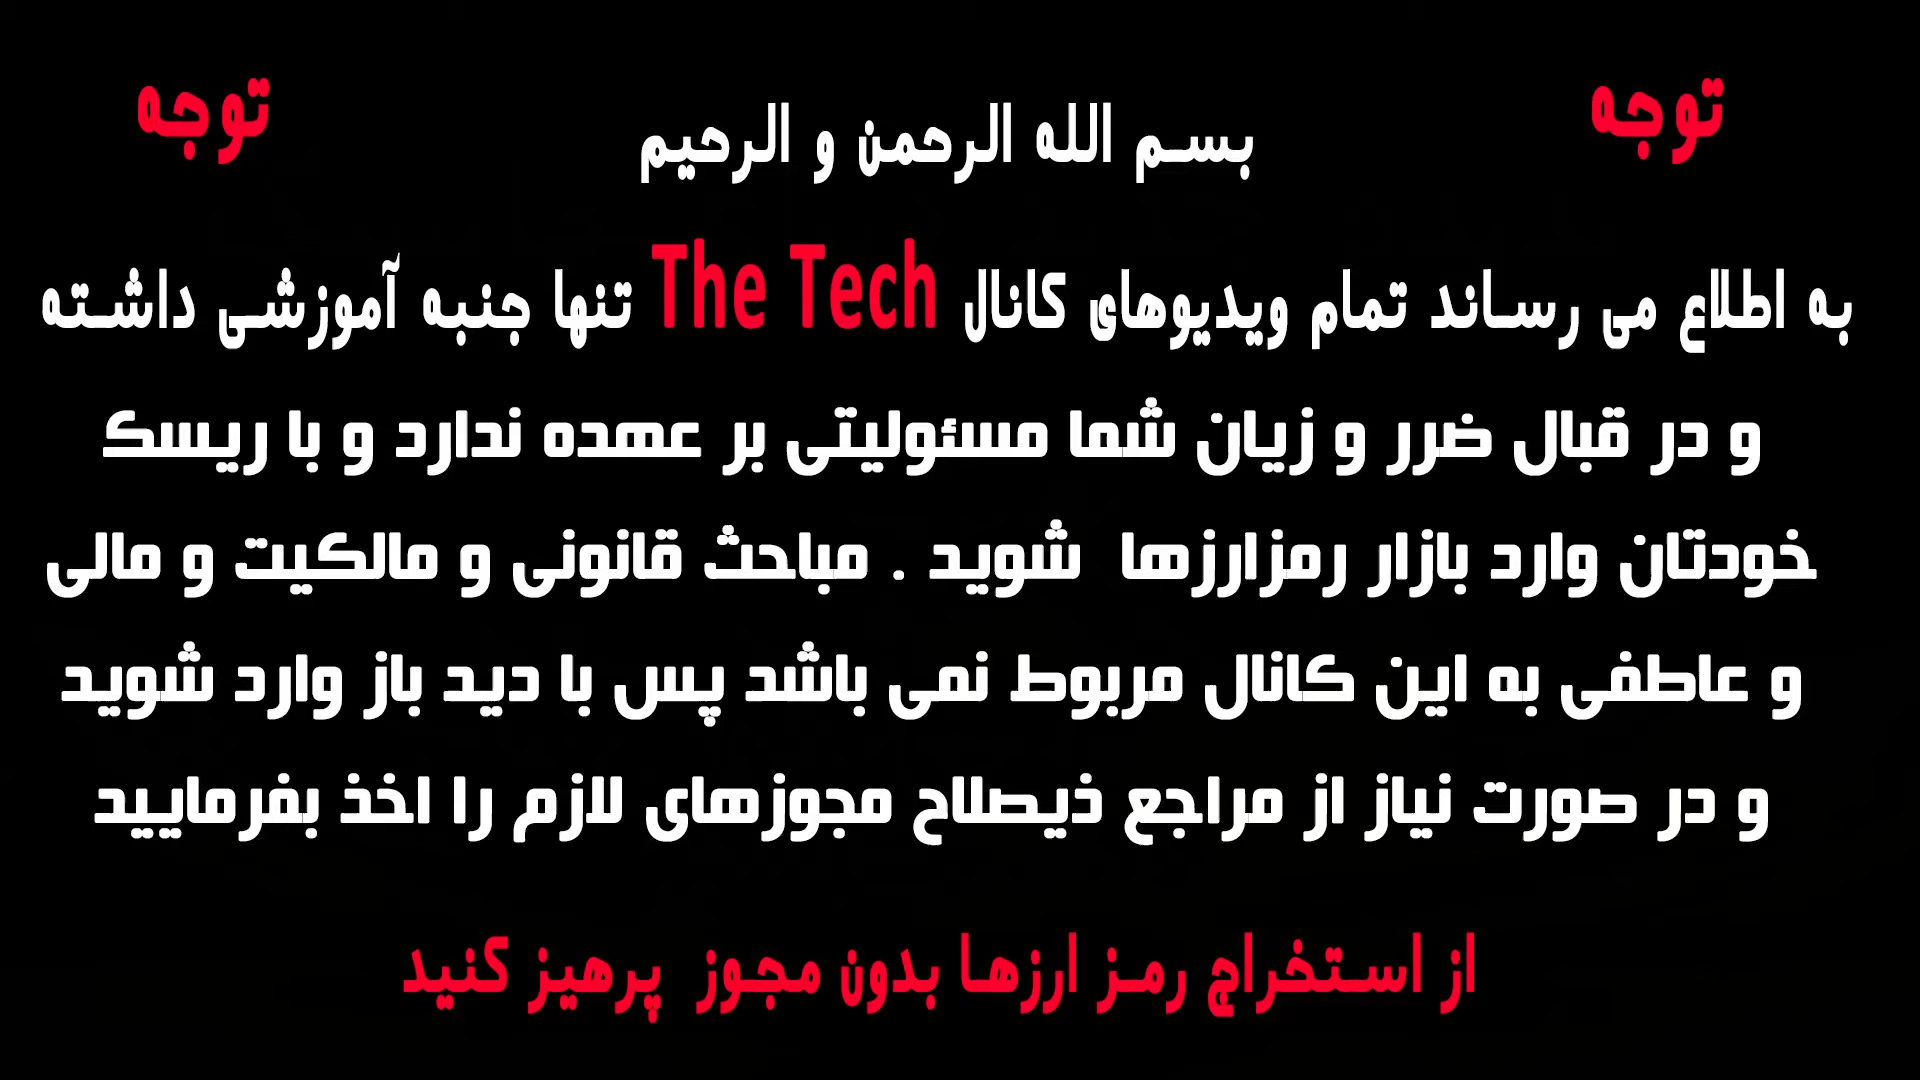 توجه
توجه
بسم الله الرحمن و الرحیم
به اطلاع می رساند تمام ویدیوهای کانال The Tech تنها جنبه آموزشی داشته
و در قبال ضرر و زیان شما مسئولیتی بر عهده ندارد و با ریسک
خودتان وارد بازار رمزارزها شوید . مباحث قانونی و مالکیت و مالی
و عاطفی به این کانال مربوط نمی باشد پس با دید باز وارد شوید
و در صورت نیاز از مراجع ذیصلاح مجوزهای لازم را اخذ بفرمایید
از استخراج رمز ارزها بدون مجوز پرهیز کنید